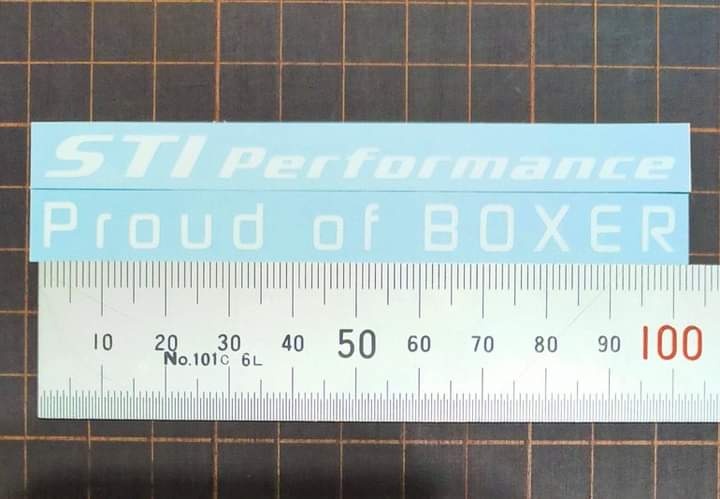 STI Performance
Proud of BOXER
10 20 30 40 50 60 70 80 90 100
No.101C 6L